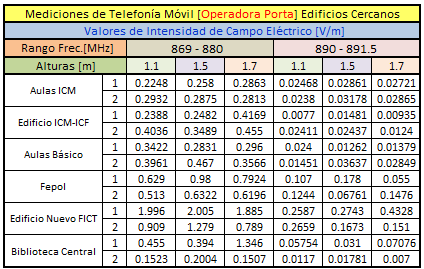 Mediciones de Telefonía Móvil [Operadora Porta] Edificios Cercanos
Valores de Intensidad de Campo Eléctrico [V/m]
Rango Frec.[MHz] 869 - 880 890 - 891.5
Alturas [m] 1.1 1.5 1.7 1.1 1.5 1.7
Aulas ICM 1 0.2248 0.258 0.2863 0.02468 0.02861 0.02721
2 0.2932 0.2875 0.2813 0.0238 0.03178 0.02865
Edificio ICM-ICF 1 0.2388 0.2482 0.4169 0.0077 0.01481 0.00935
2 0.4036 0.3489 0.455 0.02411 0.02437 0.0124
Aulas Básico 1 0.3422 0.2831 0.296 0.024 0.01262 0.01379
2 0.3961 0.467 0.3566 0.01451 0.03637 0.02849
Fepol 1 0.629 0.98 0.7924 0.107 0.178 0.055
2 0.513 0.6322 0.6196 0.1244 0.06761 0.1476
Edificio Nuevo FICT 1 1.996 2.005 1.885 0.2587 0.2743 0.4328
2 0.909 1.279 0.789 0.2659 0.1673 0.151
Biblioteca Central 1 0.455 0.394 1.346 0.05754 0.031 0.07076
2 0.1523 0.2004 0.1507 0.0117 0.01781 0.007